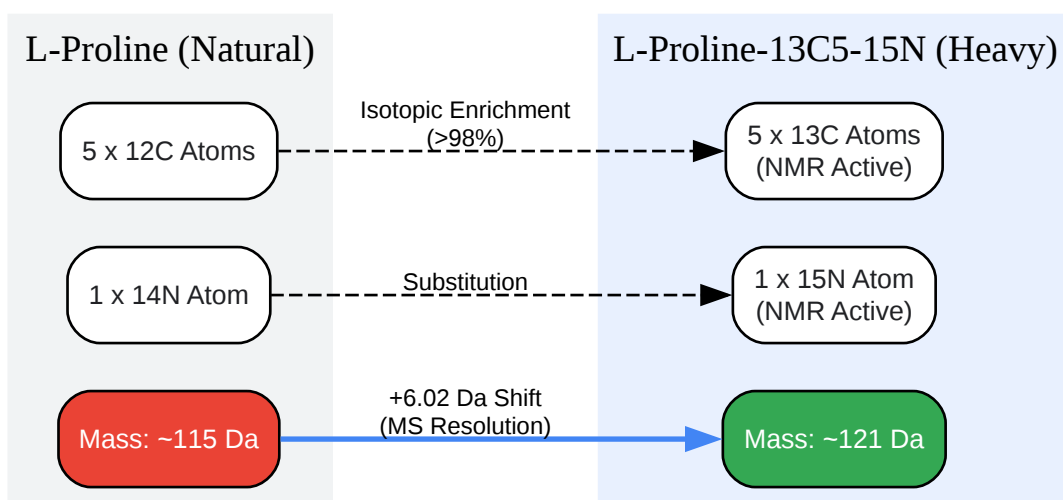 L-Proline (Natural)
L-Proline-13C5-15N (Heavy)
5 x 12C Atoms
Isotopic Enrichment
(>98%)
5 x 13C Atoms
(NMR Active)
1 x 14N Atom
Substitution
1 x 15N Atom
(NMR Active)
Mass: ~115 Da
+6.02 Da Shift
(MS Resolution)
Mass: ~121 Da